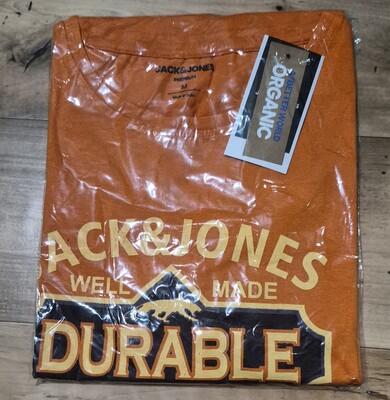 JACK&JONES
PREMIUM
M
A BETTER WORLD
ORGANIC
JACK&JONES
WELL MADE
DURABLE